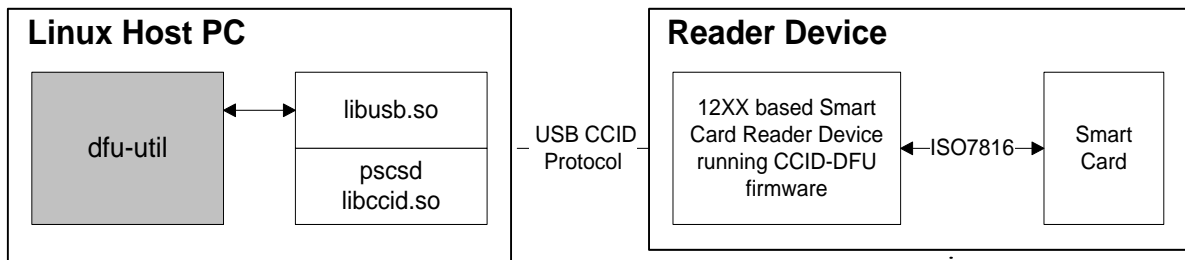 Linux Host PC
dfu-util
libusb.so
pscsd
libccid.so
USB CCID
Protocol
Reader Device
12XX based Smart
Card Reader Device
running CCID-DFU
firmware
ISO7816
Smart
Card